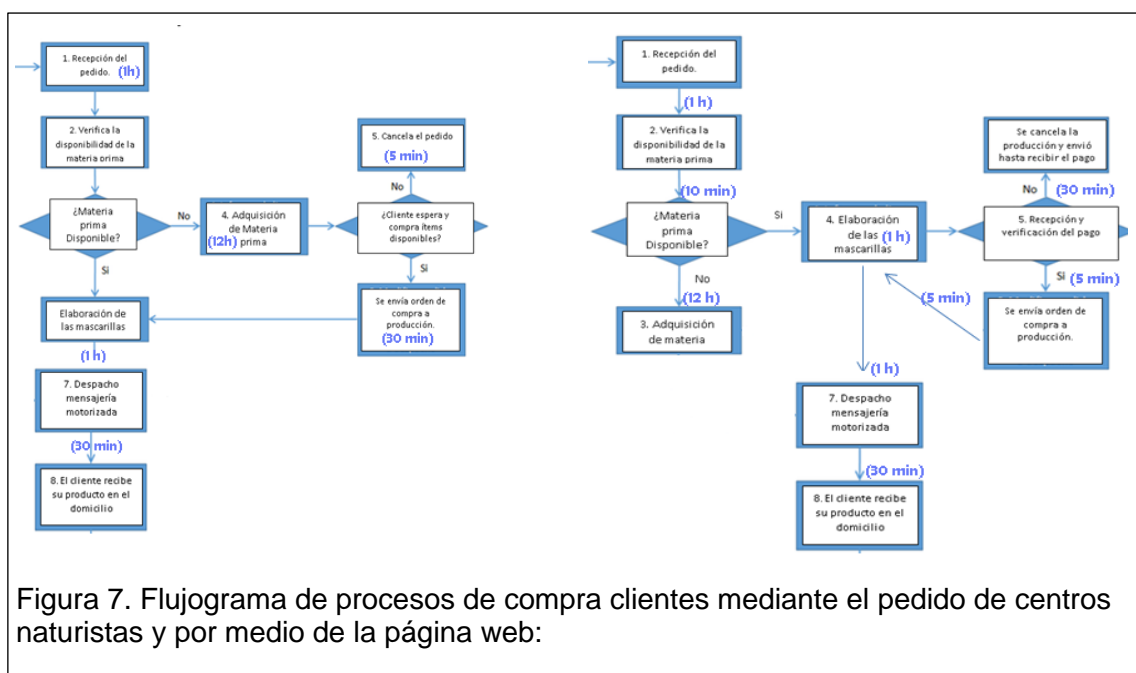 1. Recepción del
pedido. (1h)
2. Verifica la
disponibilidad de la
materia prima
¿Materia
prima
Disponible?
No
4. Adquisición
de Materia
(12h) prima
5. Cancela el pedido
(5 min)
No
¿Cliente espera y
compra ítems
disponibles?
Si
Se envía orden de
compra a
producción.
(30 min)
Si
Elaboración de
las mascarillas
(1 h)
7. Despacho
mensajería
motorizada
(30 min)
8. El cliente recibe
su producto en el
domicilio
1. Recepción del
pedido.
(1 h)
2. Verifica la
disponibilidad de la
materia prima
(10 min)
¿Materia
prima
Disponible?
Si
4. Elaboración
de las (1 h)
mascarillas
Se cancela la
producción y envió
hasta recibir el pago
No (30 min)
5. Recepción y
verificación del pago
Si (5 min)
Se envía orden de
compra a
producción.
(5 min)
No
(12 h)
3. Adquisición
de materia
(1 h)
7. Despacho
mensajería
motorizada
(30 min)
8. El cliente recibe
su producto en el
domicilio
Figura 7. Flujograma de procesos de compra clientes mediante el pedido de centros
naturistas y por medio de la página web: